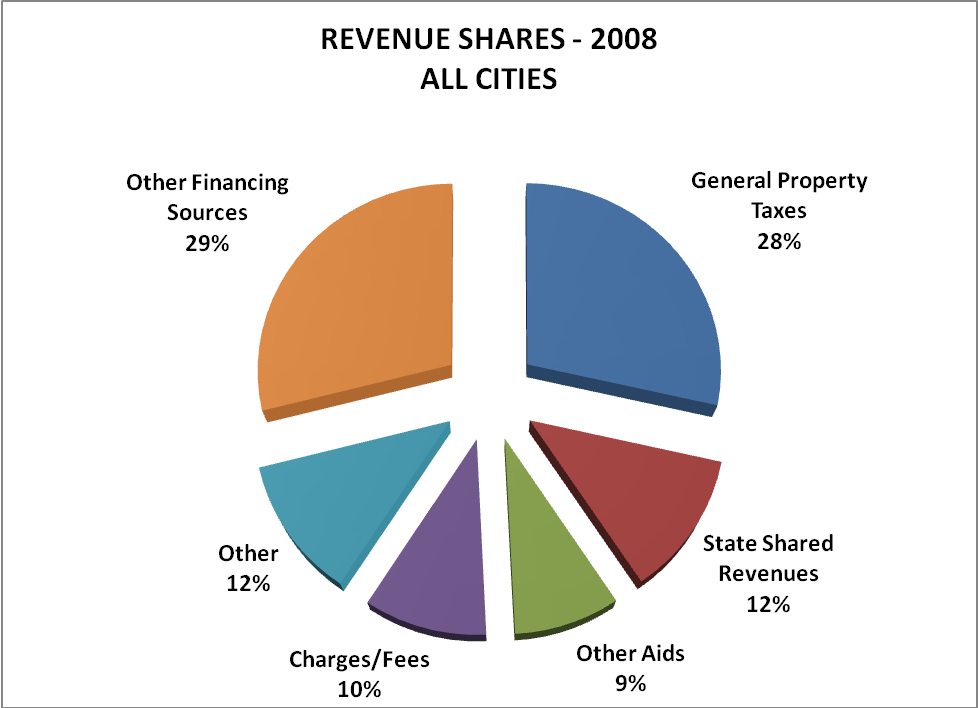 REVENUE SHARES - 2008
ALL CITIES
Other Financing
Sources
29%
General Property
Taxes
28%
Other
12%
State Shared
Revenues
12%
Charges/Fees
10%
Other Aids
9%